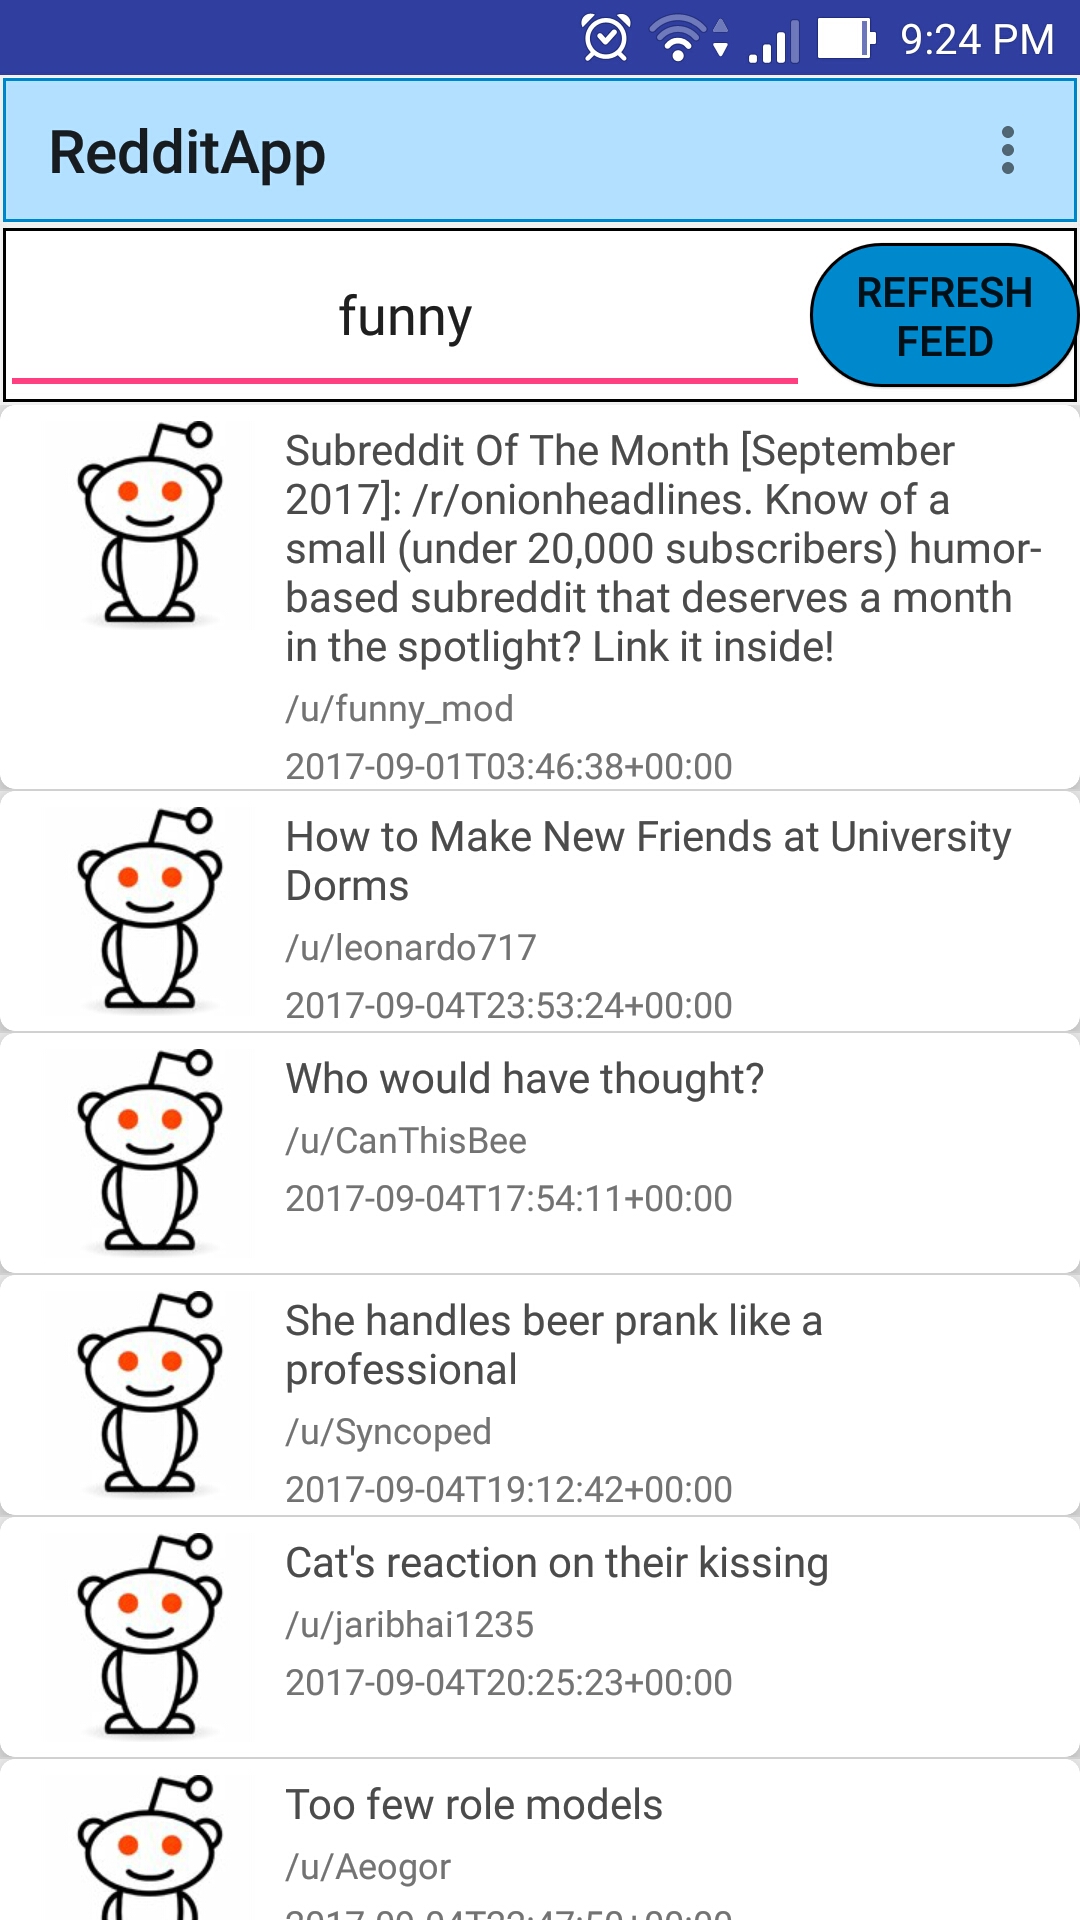 9:24 PM
RedditApp
funny
REFRESH
FEED
Subreddit Of The Month [September
2017]: /r/onionheadlines. Know of a
small (under 20,000 subscribers) humor-
based subreddit that deserves a month
in the spotlight? Link it inside!
/u/funny_mod
2017-09-01T03:46:38+00:00
How to Make New Friends at University
Dorms
/u/leonardo717
2017-09-04T23:53:24+00:00
Who would have thought?
/u/CanThisBee
2017-09-04T17:54:11+00:00
She handles beer prank like a
professional
/u/Syncoped
2017-09-04T19:12:42+00:00
Cat's reaction on their kissing
/u/jaribhai1235
2017-09-04T20:25:23+00:00
Too few role models
/u/Aeogor